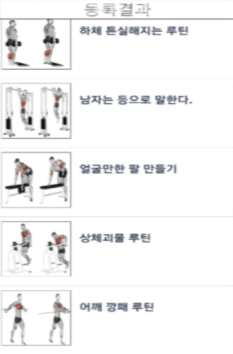 등록결과
하체 튼실해지는 루틴
남자는 등으로 말한다.
얼굴만한 팔 만들기
상체괴물 루틴
어깨 깡패 루틴